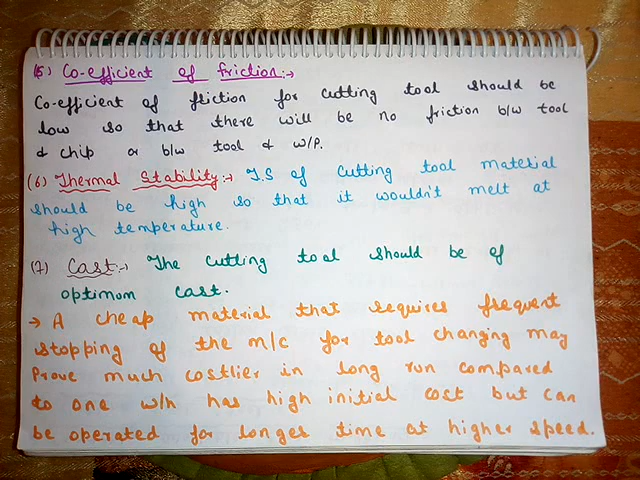 (5) Co-efficient of friction:→
Co-efficient of friction for cutting tool should be
low so that there will be no friction b/w tool
& chip or b/w tool & W/P.
(6) Thermal Stability:→ T.S of cutting tool material
should be high so that it wouldn't melt at
high temperature.
(7) Cast:→ The cutting tool should be of
optimum cast.
→ A cheap material that requires frequent
stopping of the m/c for tool changing may
Prove much costlier in long run compared
to one w/h has high initial cost but can
be operated for longer time at higher speed.